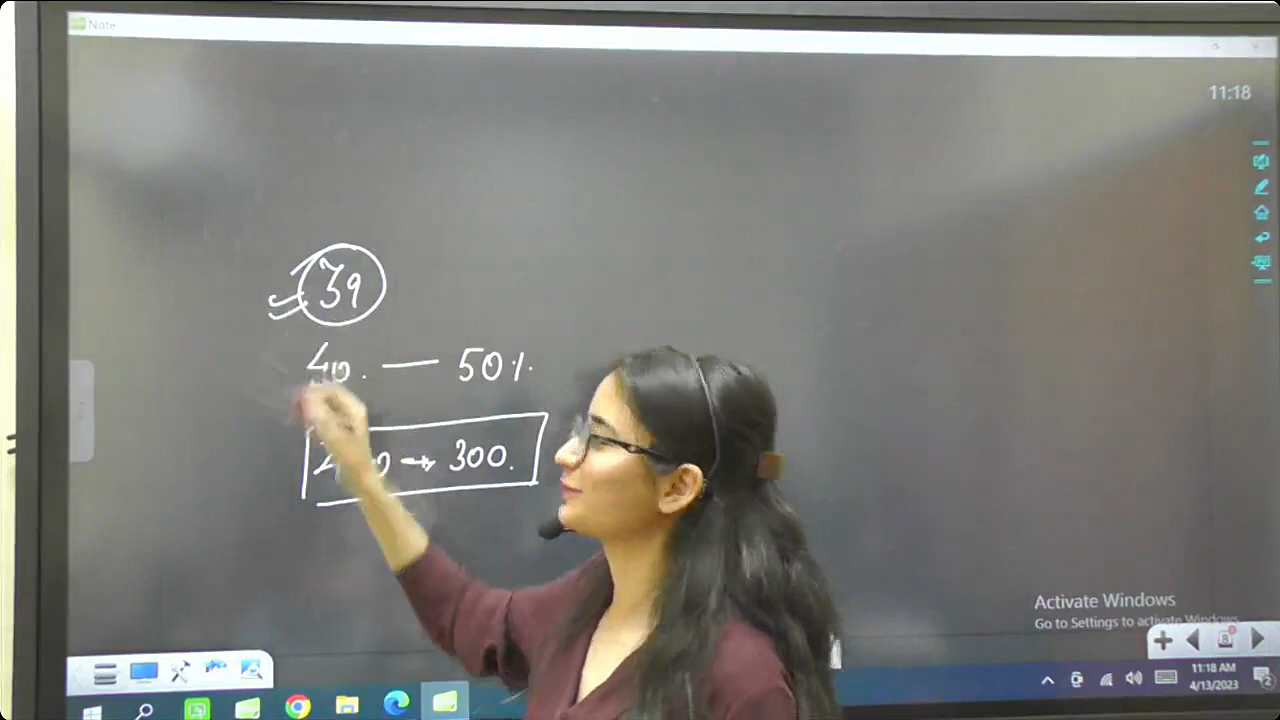 Note
11:18
39
40. — 50%.
→ 300.
Activate Windows
Go to Settings to activate Windows.
11:18 AM
4/13/2023